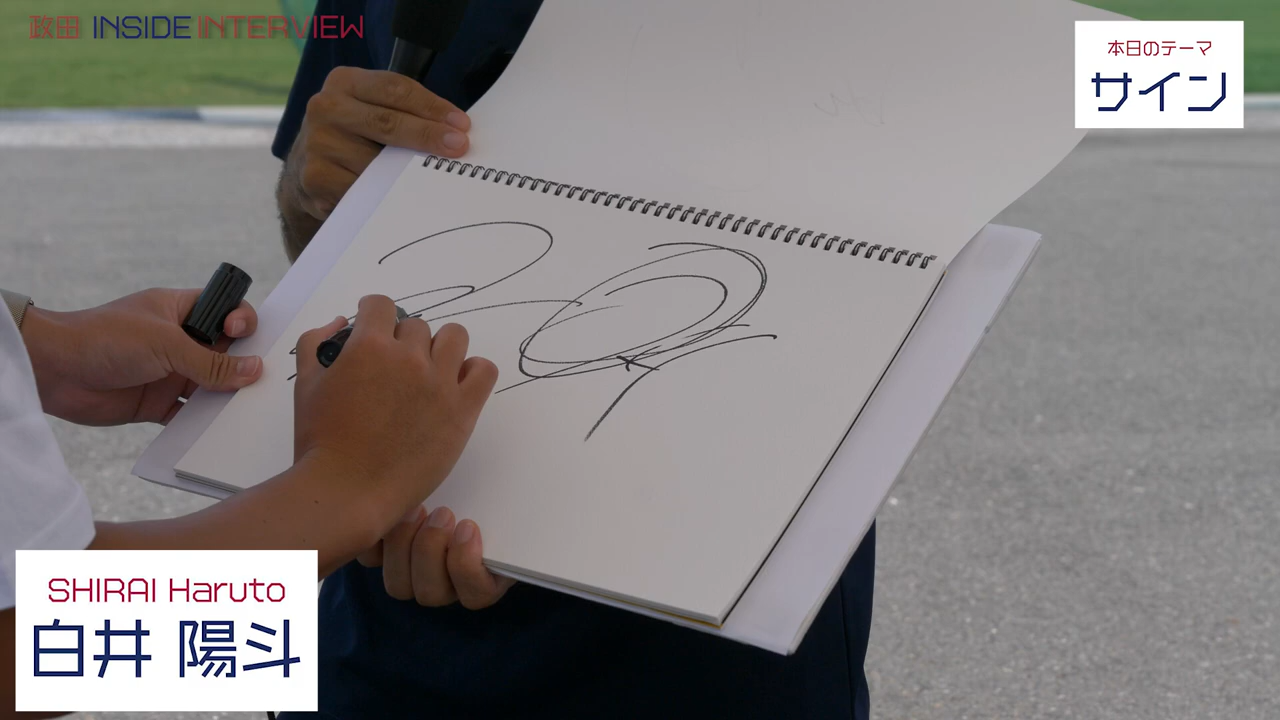 政田 INSIDE INTERVIEW
本日のテーマ
サイン
SHIRAI Haruto
白井 陽斗